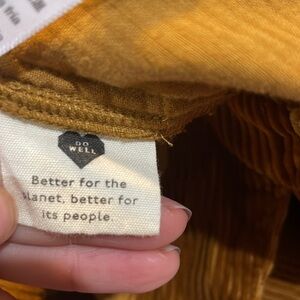 DO
WELL
Better for the
planet, better for
its people.